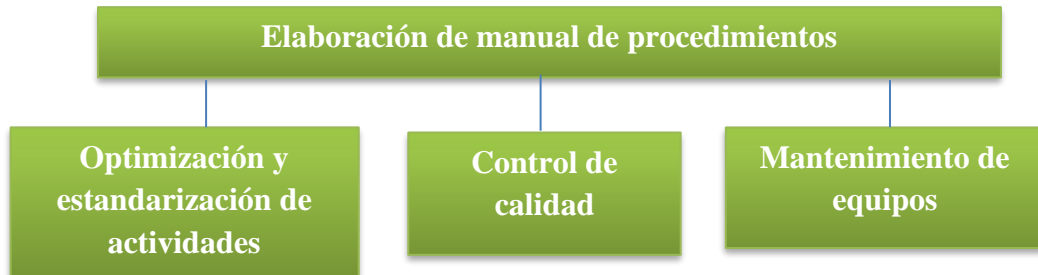 Elaboración de manual de procedimientos
Optimización y
estandarización de
actividades
Control de
calidad
Mantenimiento de
equipos